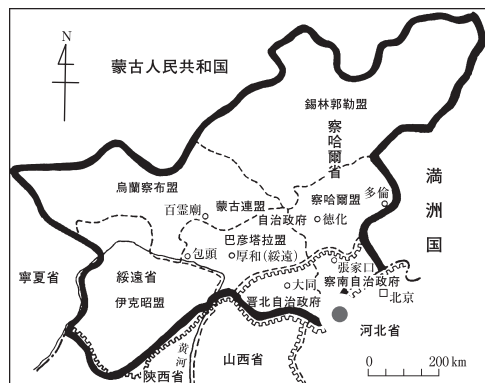 N
蒙古人民共和国
錫林郭勒盟
察哈爾省
満洲国
烏蘭察布盟
百霊廟
蒙古連盟
自治政府
察哈爾盟
多倫
徳化
巴彦塔拉盟
包頭
厚和(綏遠)
寧夏省
綏遠省
伊克昭盟
張家口
察南自治政府
大同
晋北自治政府
北京
河北省
黄河
陝西省
山西省
0 200 km